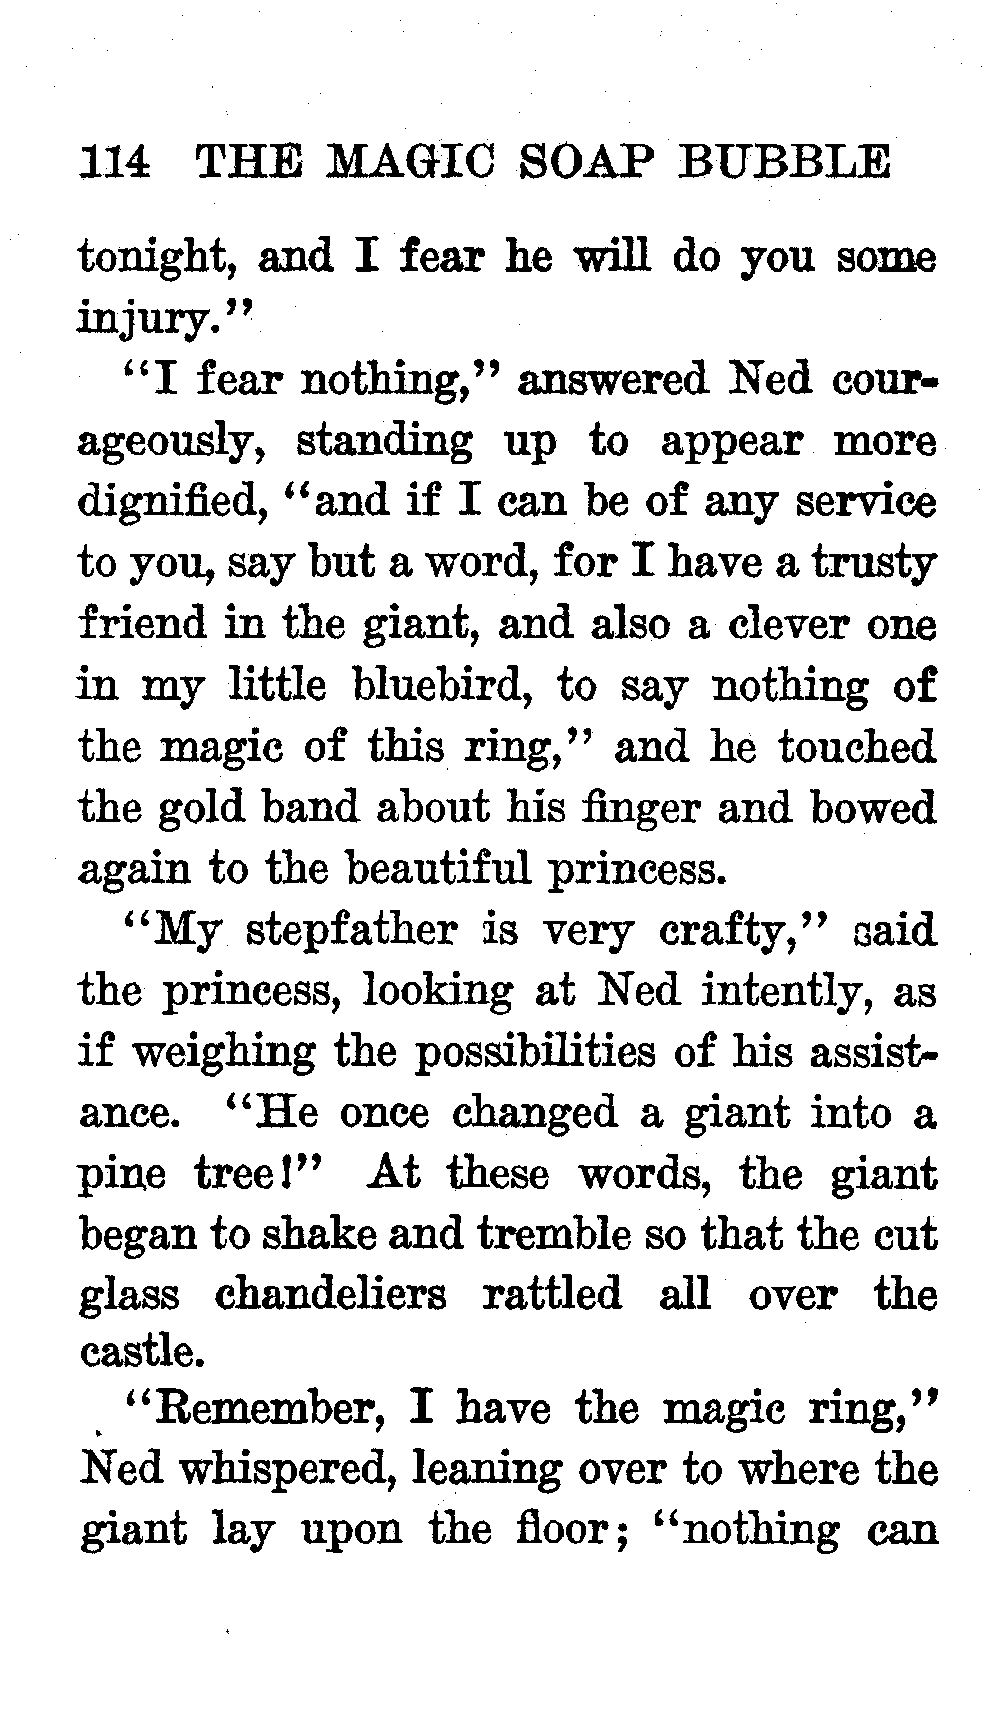 114 THE MAGIC SOAP BUBBLE
tonight, and I fear he will do you some
injury."
"I fear nothing," answered Ned cour-
ageously, standing up to appear more
dignified, "and if I can be of any service
to you, say but a word, for I have a trusty
friend in the giant, and also a clever one
in my little bluebird, to say nothing of
the magic of this ring," and he touched
the gold band about his finger and bowed
again to the beautiful princess.
"My stepfather is very crafty," said
the princess, looking at Ned intently, as
if weighing the possibilities of his assist-
ance. "He once changed a giant into a
pine tree!" At these words, the giant
began to shake and tremble so that the cut
glass chandeliers rattled all over the
castle.
"Remember, I have the magic ring,"
Ned whispered, leaning over to where the
giant lay upon the floor; "nothing can